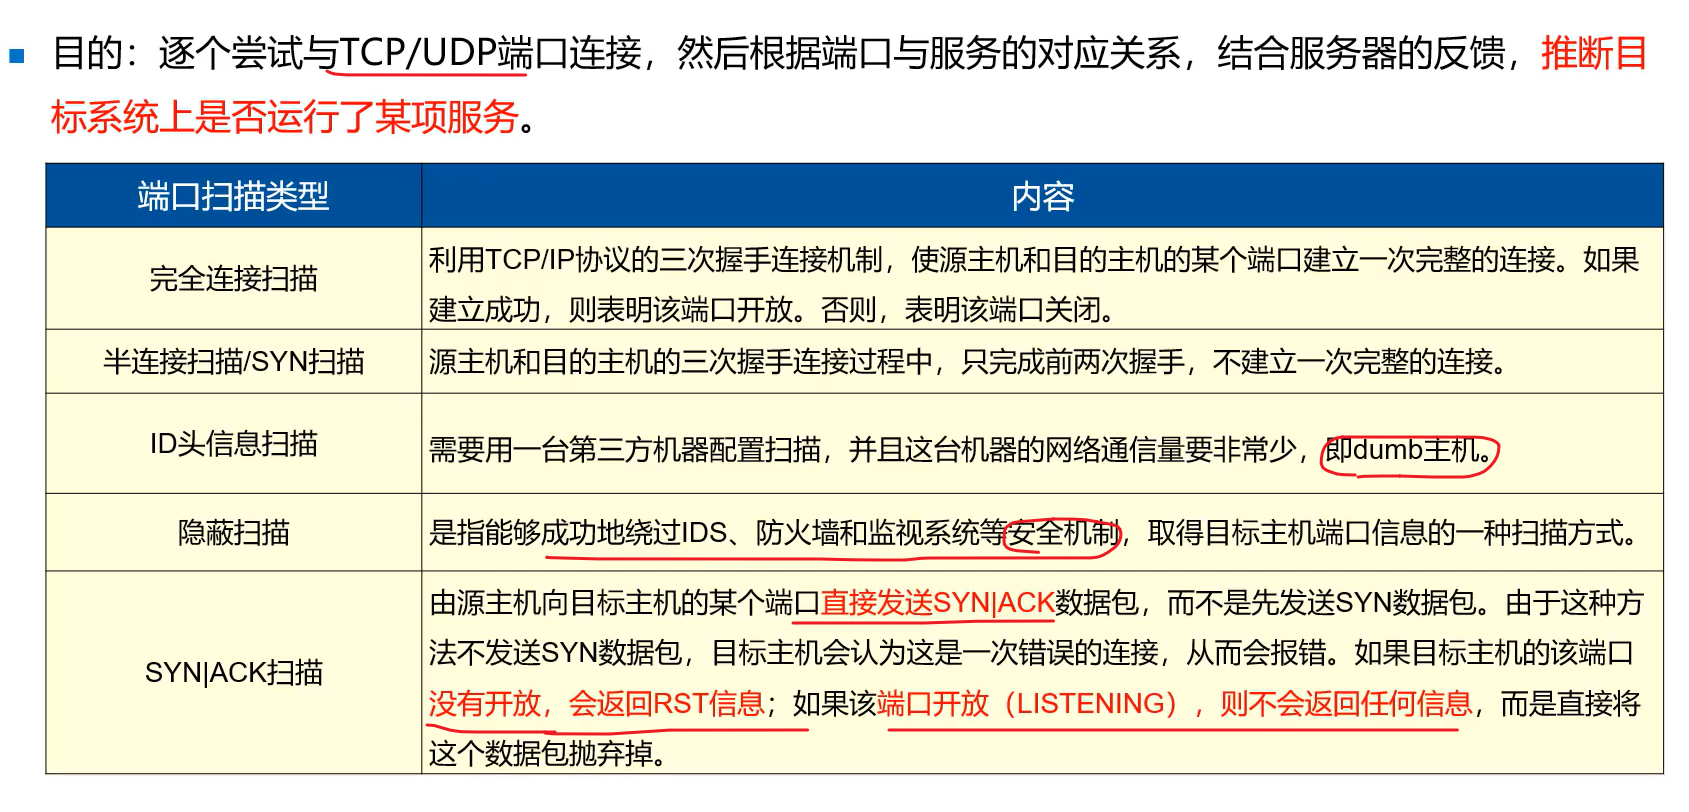 目的：逐个尝试与TCP/UDP端口连接，然后根据端口与服务的对应关系，结合服务器的反馈，推断目
标系统上是否运行了某项服务。
端口扫描类型
内容
完全连接扫描
利用TCP/IP协议的三次握手连接机制，使源主机和目的主机的某个端口建立一次完整的连接。如果
建立成功，则表明该端口开放。否则，表明该端口关闭。
半连接扫描/SYN扫描
源主机和目的主机的三次握手连接过程中，只完成前两次握手，不建立一次完整的连接。
ID头信息扫描
需要用一台第三方机器配置扫描，并且这台机器的网络通信量要非常少，即dumb主机。
隐蔽扫描
是指能够成功地绕过IDS、防火墙和监视系统等安全机制，取得目标主机端口信息的一种扫描方式。
SYN|ACK扫描
由源主机向目标主机的某个端口直接发送SYN|ACK数据包，而不是先发送SYN数据包。由于这种方
法不发送SYN数据包，目标主机会认为这是一次错误的连接，从而会报错。如果目标主机的该端口
没有开放，会返回RST信息；如果该端口开放（LISTENING），则不会返回任何信息，而是直接将
这个数据包抛弃掉。